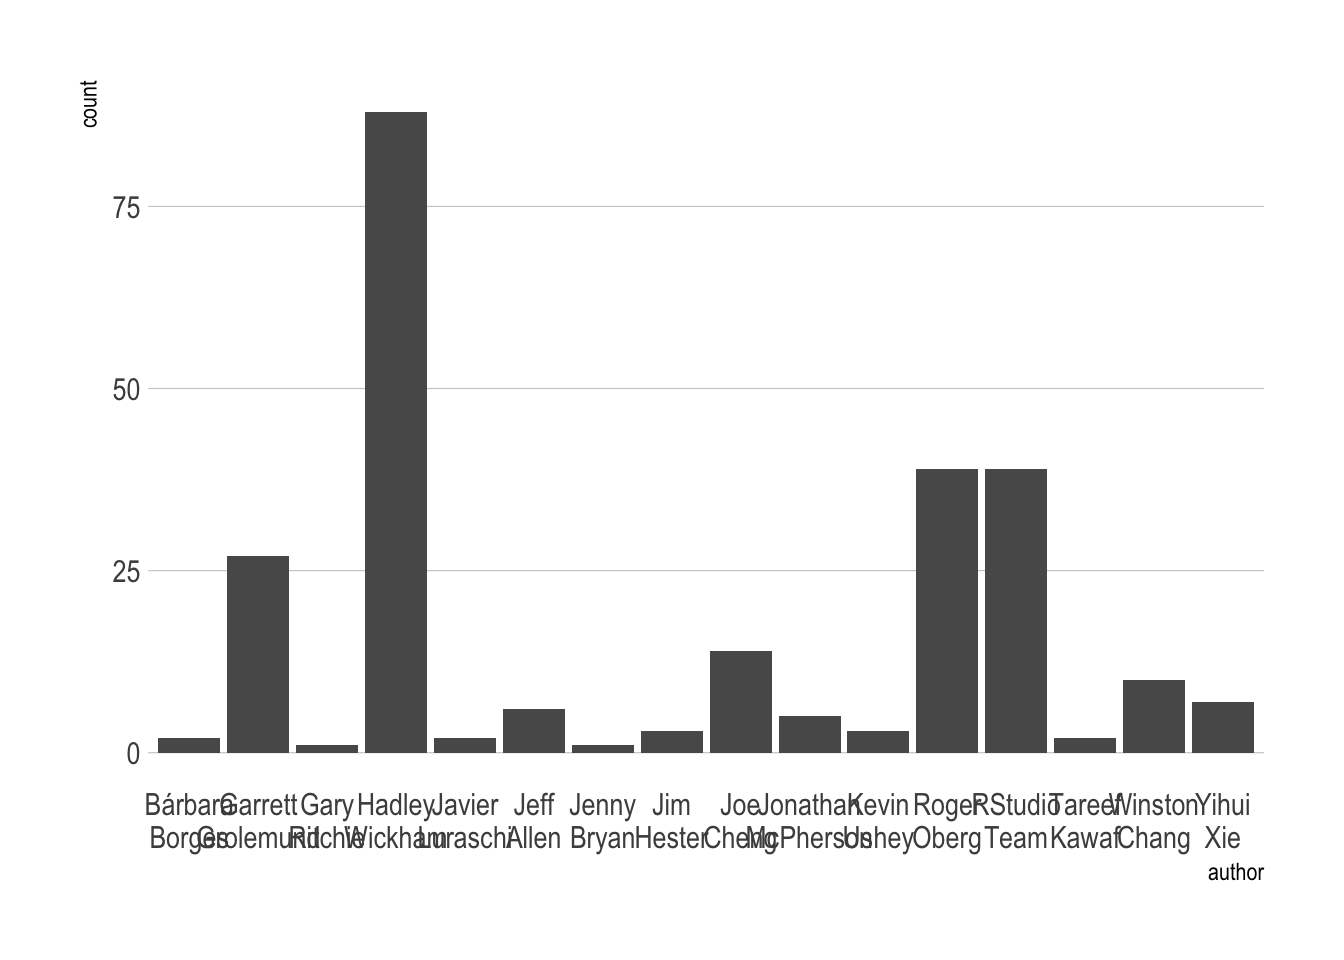 count
75
50
25
0
Bárbara Garrett Gary Hadley Javier Jeff Jenny Jim Joe Jonathan Kevin Roger RStudio Tareef Winston Yihui
Borges Grolemund Ritchie Wickham Luraschi Allen Bryan Hester Cheng McPherson Ushey Oberg Team Kawaf Chang Xie
author